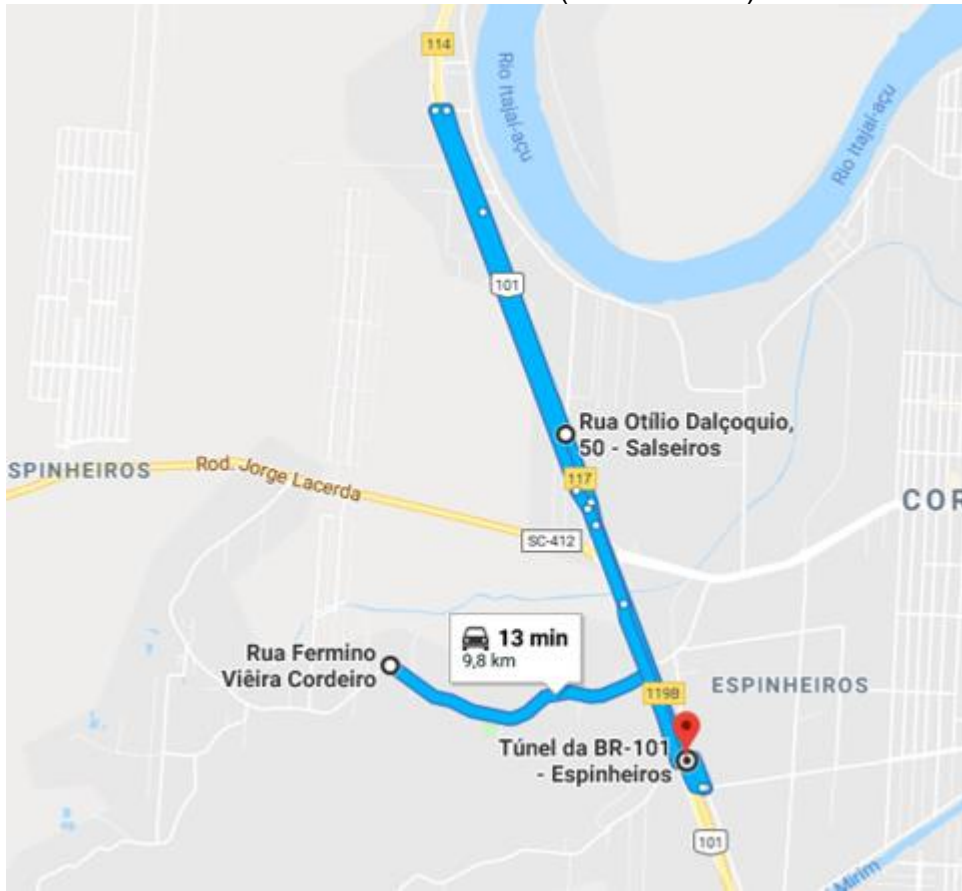 114
Rio Itajaí-açu
Rio Itajaí-açu
101
Rua Otílio Dalçoquio,
50 - Salseiros
117
SPINHEIROS
Rod. Jorge Lacerda
COR
SC-412
13 min
9,8 km
Rua Fermino
Viêira Cordeiro
ESPINHEIROS
119B
Túnel da BR-101
- Espinheiros
101
Mirim